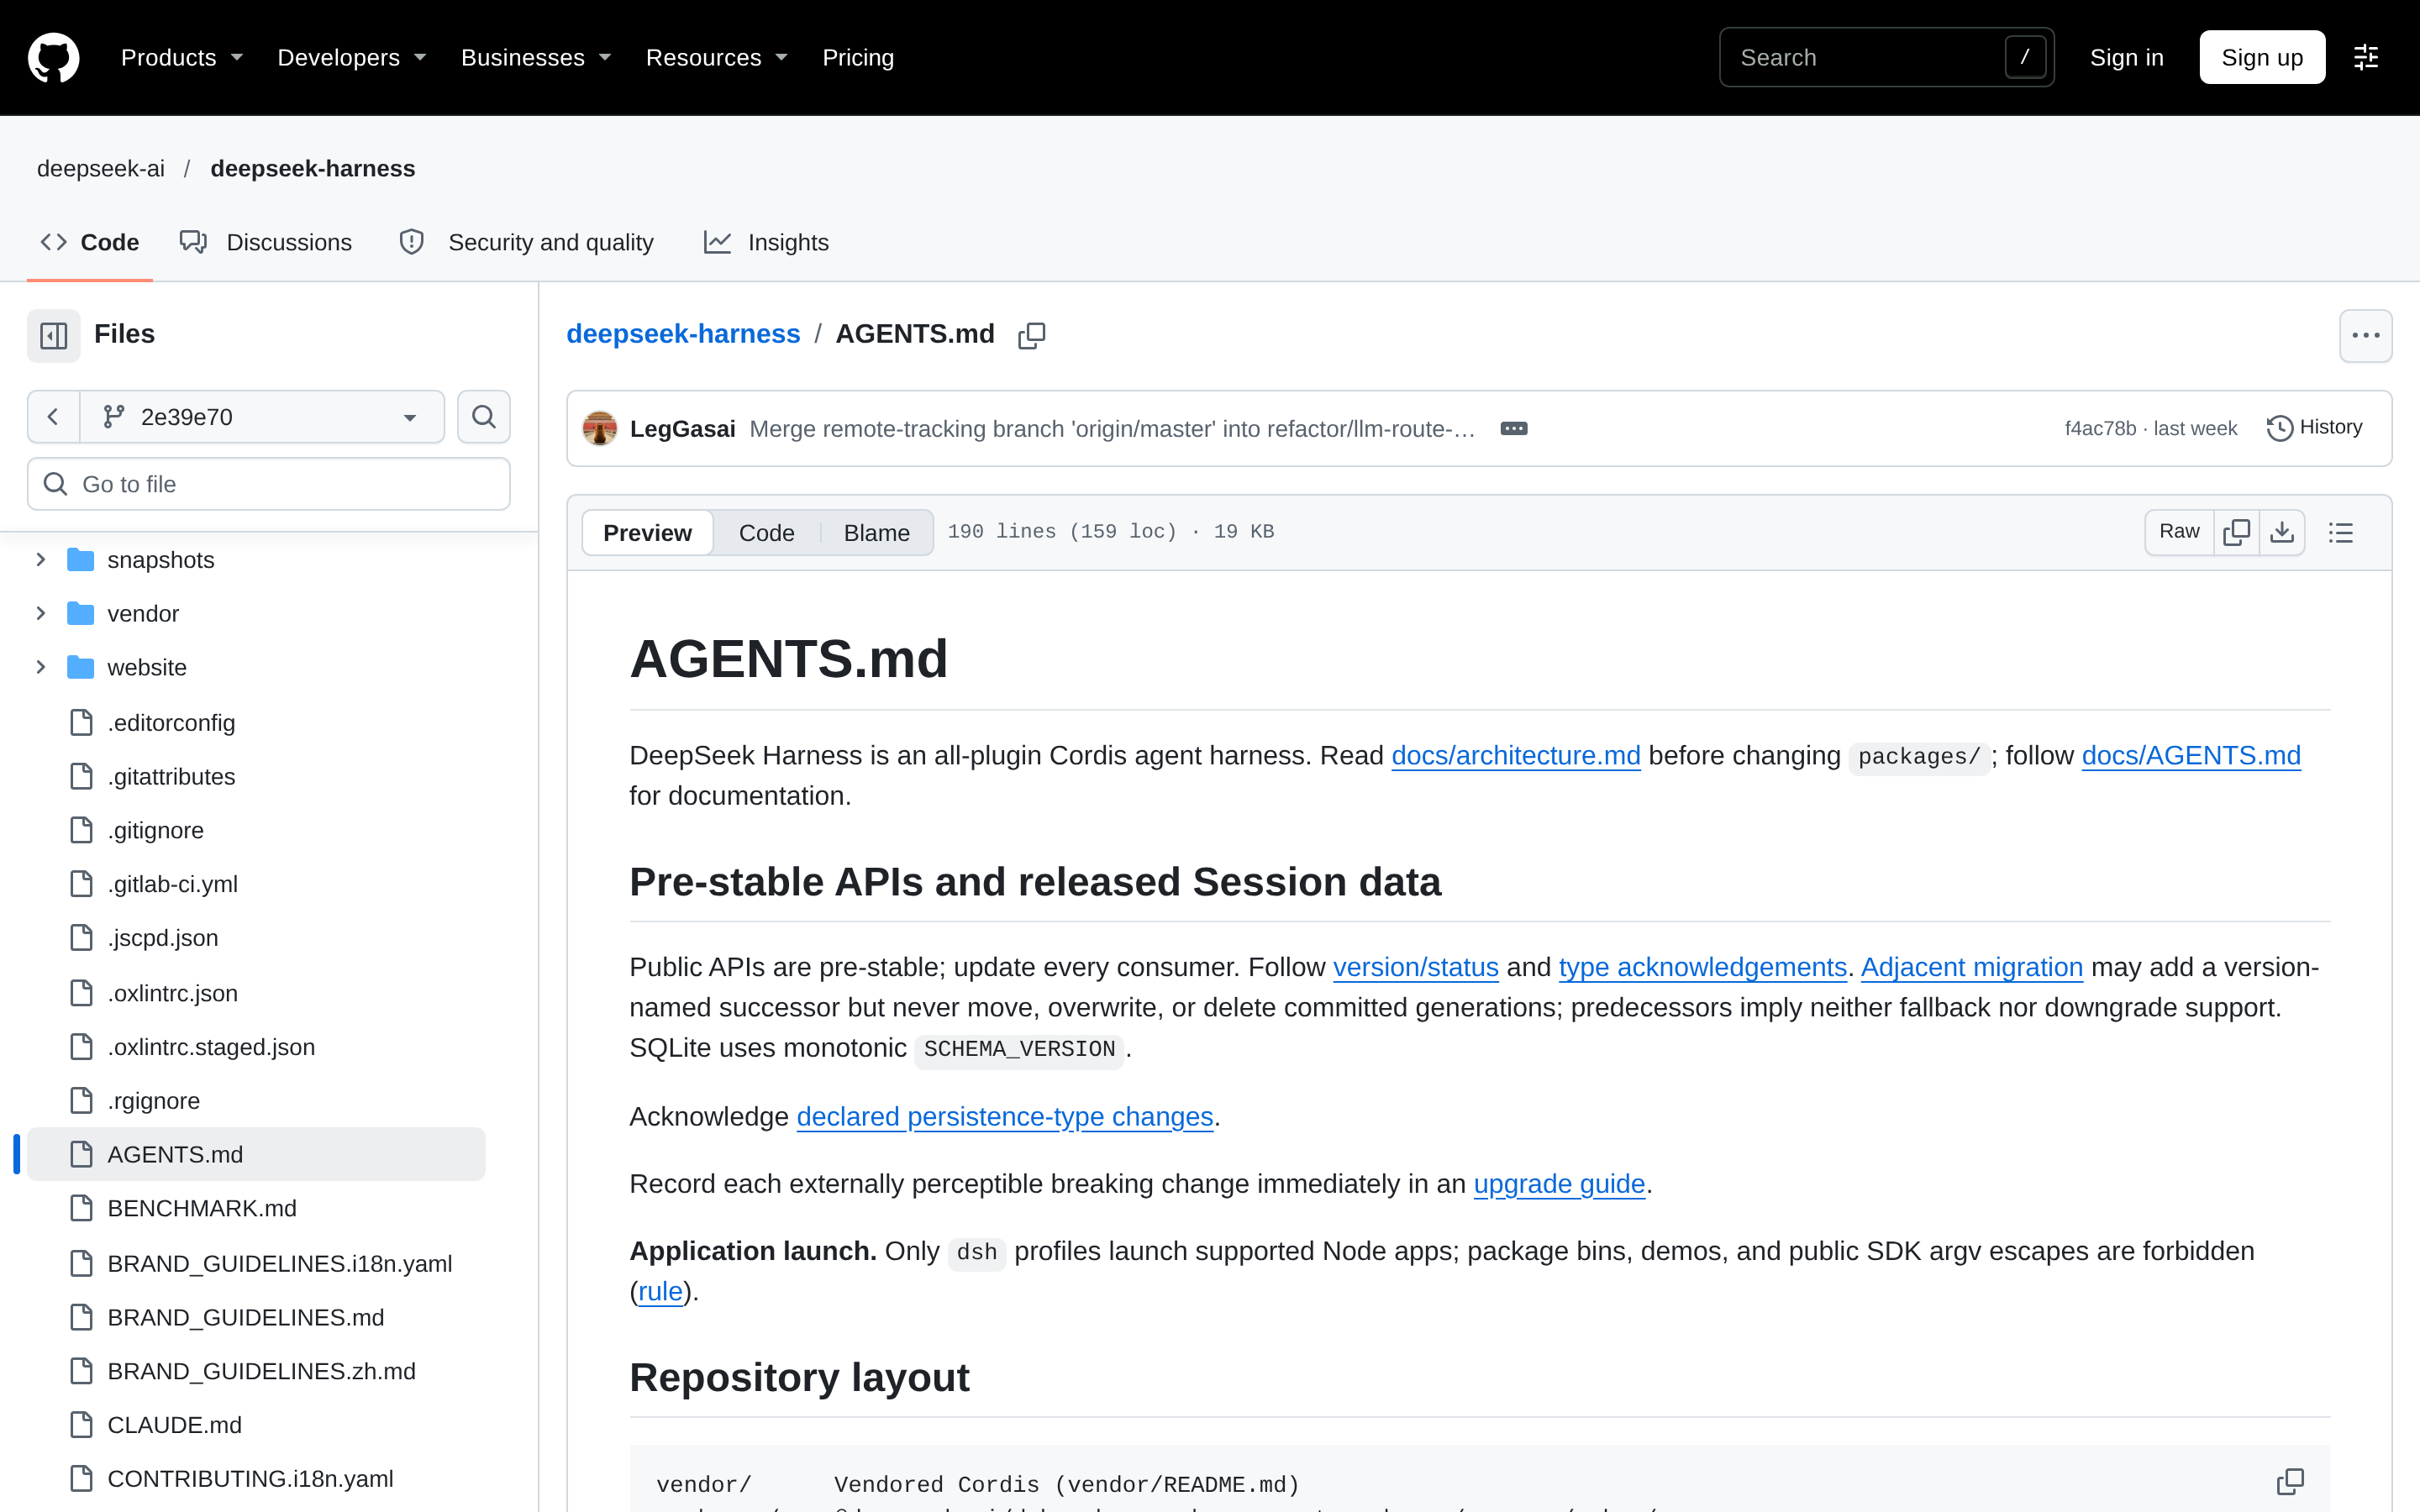 Products Developers Businesses Resources Pricing Search / Sign in Sign up
deepseek-ai / deepseek-harness
Code Discussions Security and quality Insights
Files
2e39e70
Go to file
snapshots
vendor
website
.editorconfig
.gitattributes
.gitignore
.gitlab-ci.yml
.jscpd.json
.oxlintrc.json
.oxlintrc.staged.json
.rgignore
AGENTS.md
BENCHMARK.md
BRAND_GUIDELINES.i18n.yaml
BRAND_GUIDELINES.md
BRAND_GUIDELINES.zh.md
CLAUDE.md
CONTRIBUTING.i18n.yaml
deepseek-harness / AGENTS.md
LegGasai Merge remote-tracking branch 'origin/master' into refactor/llm-route-… f4ac78b · last week History
Preview Code Blame 190 lines (159 loc) · 19 KB Raw
AGENTS.md
DeepSeek Harness is an all-plugin Cordis agent harness. Read docs/architecture.md before changing packages/; follow docs/AGENTS.md
for documentation.
Pre-stable APIs and released Session data
Public APIs are pre-stable; update every consumer. Follow version/status and type acknowledgements. Adjacent migration may add a version-
named successor but never move, overwrite, or delete committed generations; predecessors imply neither fallback nor downgrade support.
SQLite uses monotonic SCHEMA_VERSION.
Acknowledge declared persistence-type changes.
Record each externally perceptible breaking change immediately in an upgrade guide.
Application launch. Only dsh profiles launch supported Node apps; package bins, demos, and public SDK argv escapes are forbidden
(rule).
Repository layout
vendor/ Vendored Cordis (vendor/README.md)